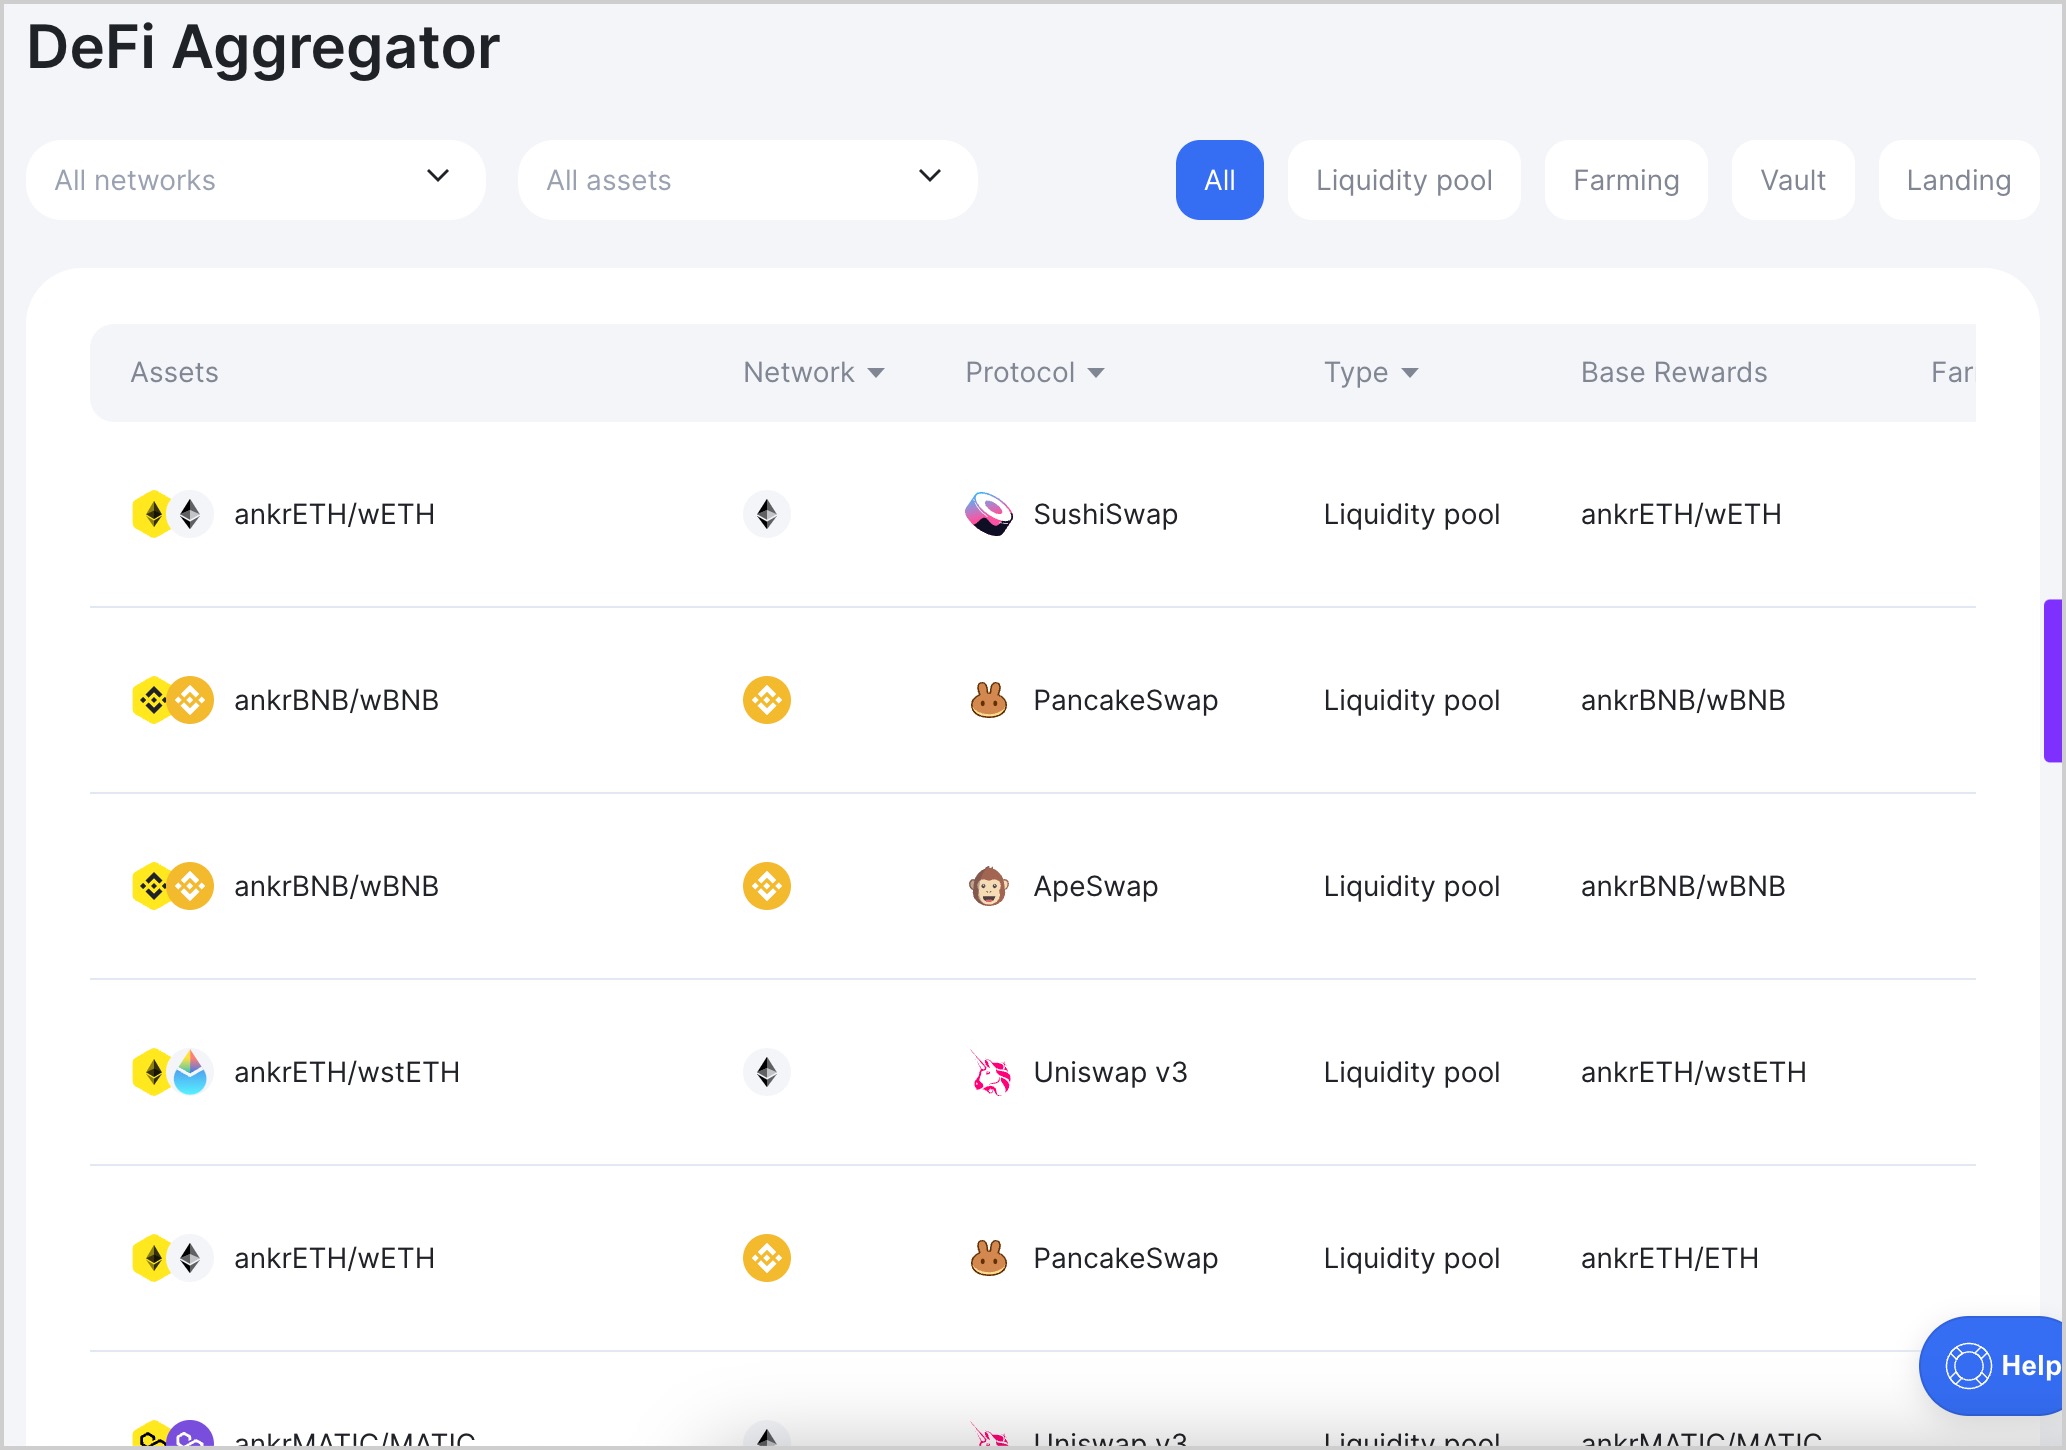 DeFi Aggregator
All networks All assets All Liquidity pool Farming Vault Landing
Assets Network Protocol Type Base Rewards
ankrETH/wETH SushiSwap Liquidity pool ankrETH/wETH
ankrBNB/wBNB PancakeSwap Liquidity pool ankrBNB/wBNB
ankrBNB/wBNB ApeSwap Liquidity pool ankrBNB/wBNB
ankrETH/wstETH Uniswap v3 Liquidity pool ankrETH/wstETH
ankrETH/wETH PancakeSwap Liquidity pool ankrETH/ETH
Help
ankrMATIC/MATIC Uniswap v3 Liquidity pool ankrMATIC/MATIC